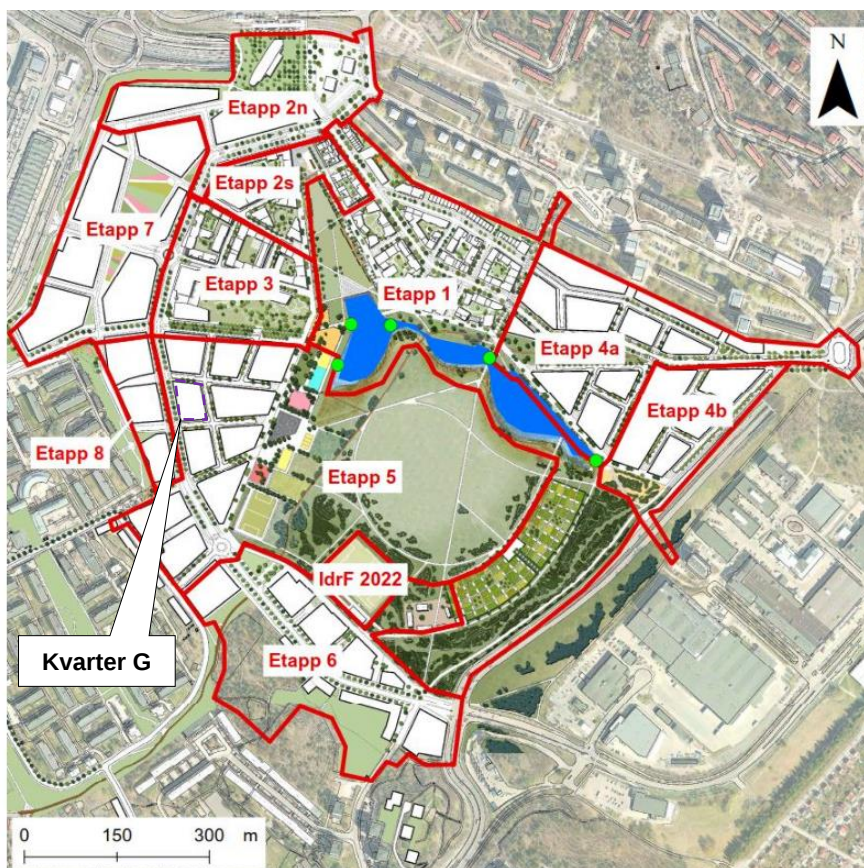 N
Etapp 2n
Etapp 2s
Etapp 7
Etapp 3
Etapp 1
Etapp 4a
Etapp 4b
Etapp 8
Etapp 5
IdrF 2022
Kvarter G
Etapp 6
0 150 300 m